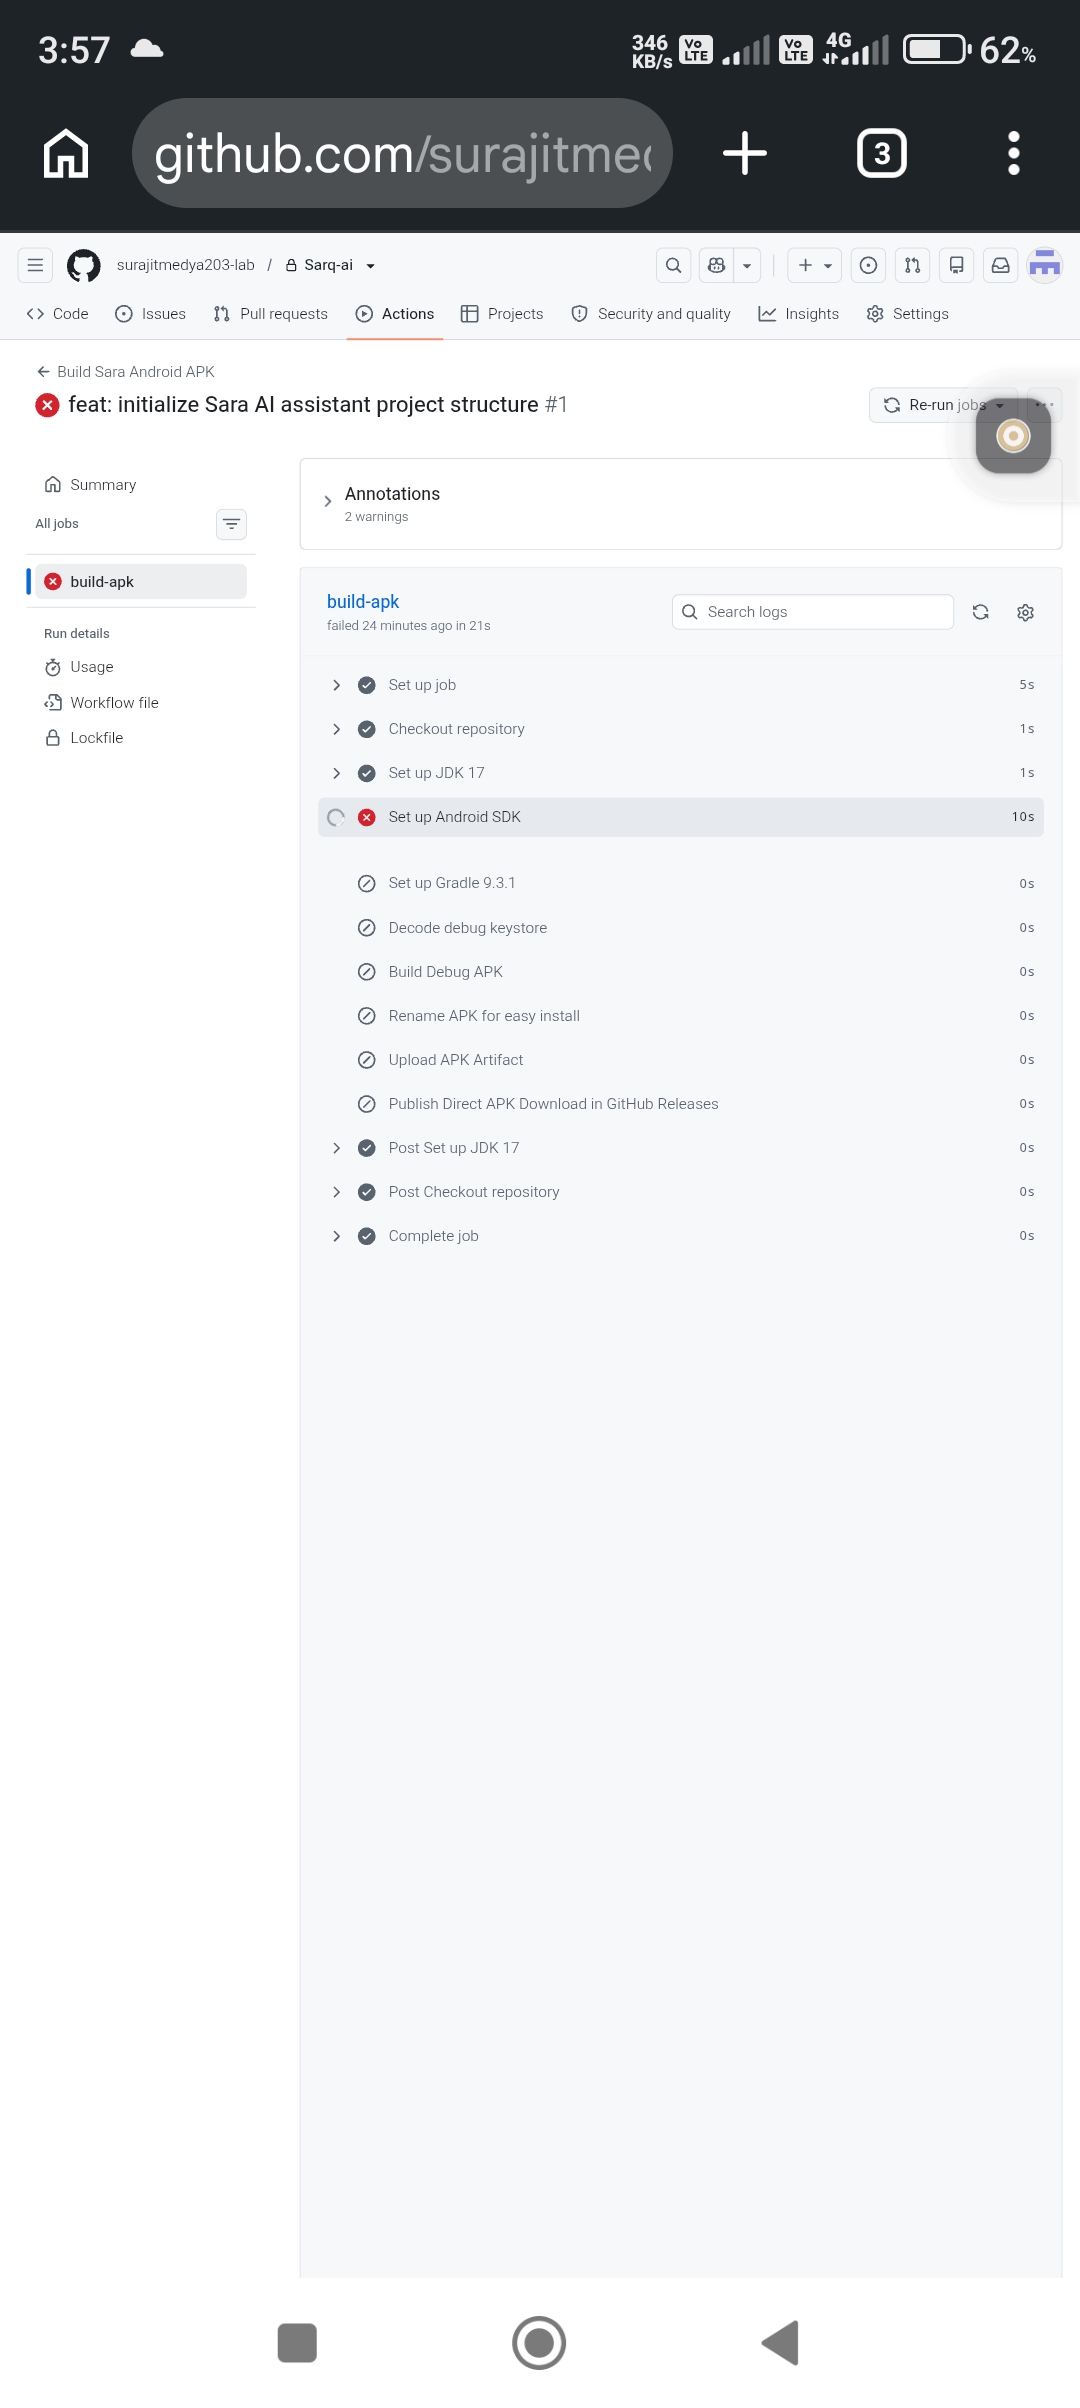 3:57
346 KB/s
Vo LTE
Vo LTE
4G
62%
github.com/surajitmed
3
surajitmedya203-lab / Sarq-ai
Code
Issues
Pull requests
Actions
Projects
Security and quality
Insights
Settings
Build Sara Android APK
feat: initialize Sara AI assistant project structure #1
Re-run jobs
Summary
All jobs
build-apk
Run details
Usage
Workflow file
Lockfile
Annotations
2 warnings
build-apk
failed 24 minutes ago in 21s
Search logs
Set up job 5s
Checkout repository 1s
Set up JDK 17 1s
Set up Android SDK 10s
Set up Gradle 9.3.1 0s
Decode debug keystore 0s
Build Debug APK 0s
Rename APK for easy install 0s
Upload APK Artifact 0s
Publish Direct APK Download in GitHub Releases 0s
Post Set up JDK 17 0s
Post Checkout repository 0s
Complete job 0s